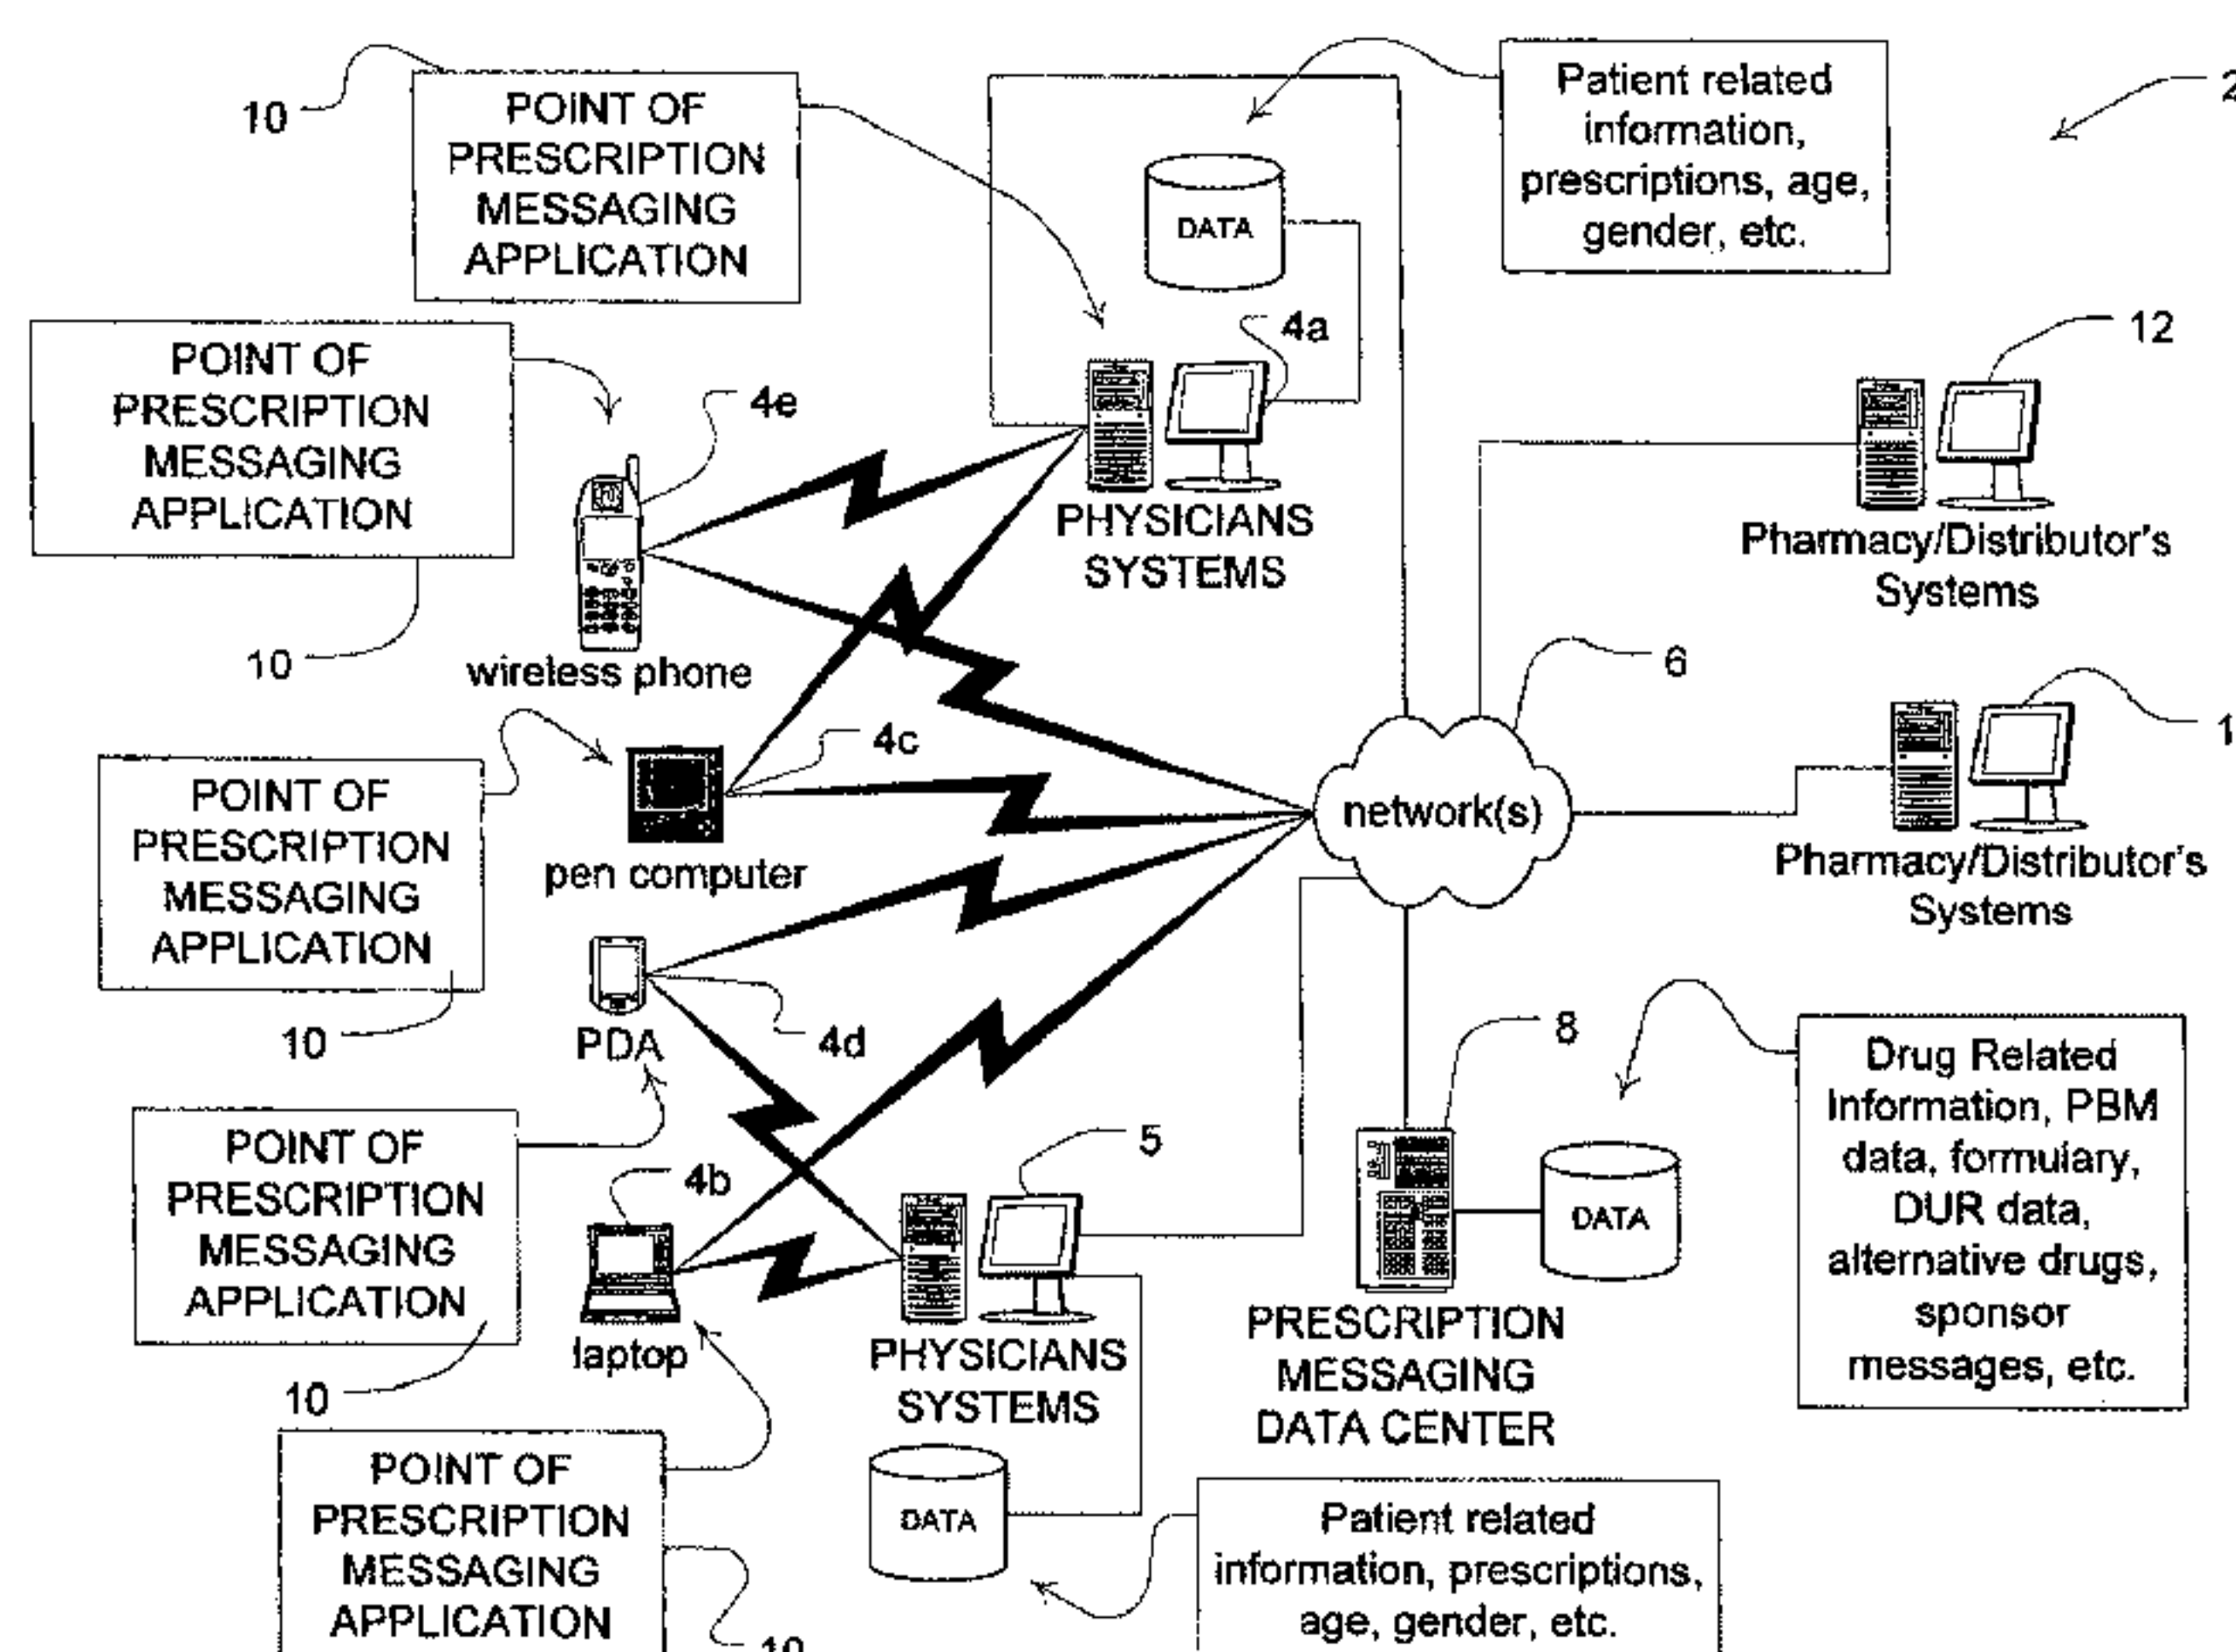 10
POINT OF
PRESCRIPTION
MESSAGING
APPLICATION
DATA
Patient related
information,
prescriptions, age,
gender, etc.
2
POINT OF
PRESCRIPTION
MESSAGING
APPLICATION
10
4e
wireless phone
4a
PHYSICIANS
SYSTEMS
12
Pharmacy/Distributor's
Systems
6
network(s)
1
Pharmacy/Distributor's
Systems
POINT OF
PRESCRIPTION
MESSAGING
APPLICATION
10
4c
pen computer
PDA
4d
POINT OF
PRESCRIPTION
MESSAGING
APPLICATION
10
4b
laptop
5
PHYSICIANS
SYSTEMS
DATA
8
DATA
PRESCRIPTION
MESSAGING
DATA CENTER
Drug Related
Information, PBM
data, formulary,
DUR data,
alternative drugs,
sponsor
messages, etc.
POINT OF
PRESCRIPTION
MESSAGING
APPLICATION
10
Patient related
information, prescriptions,
age, gender, etc.